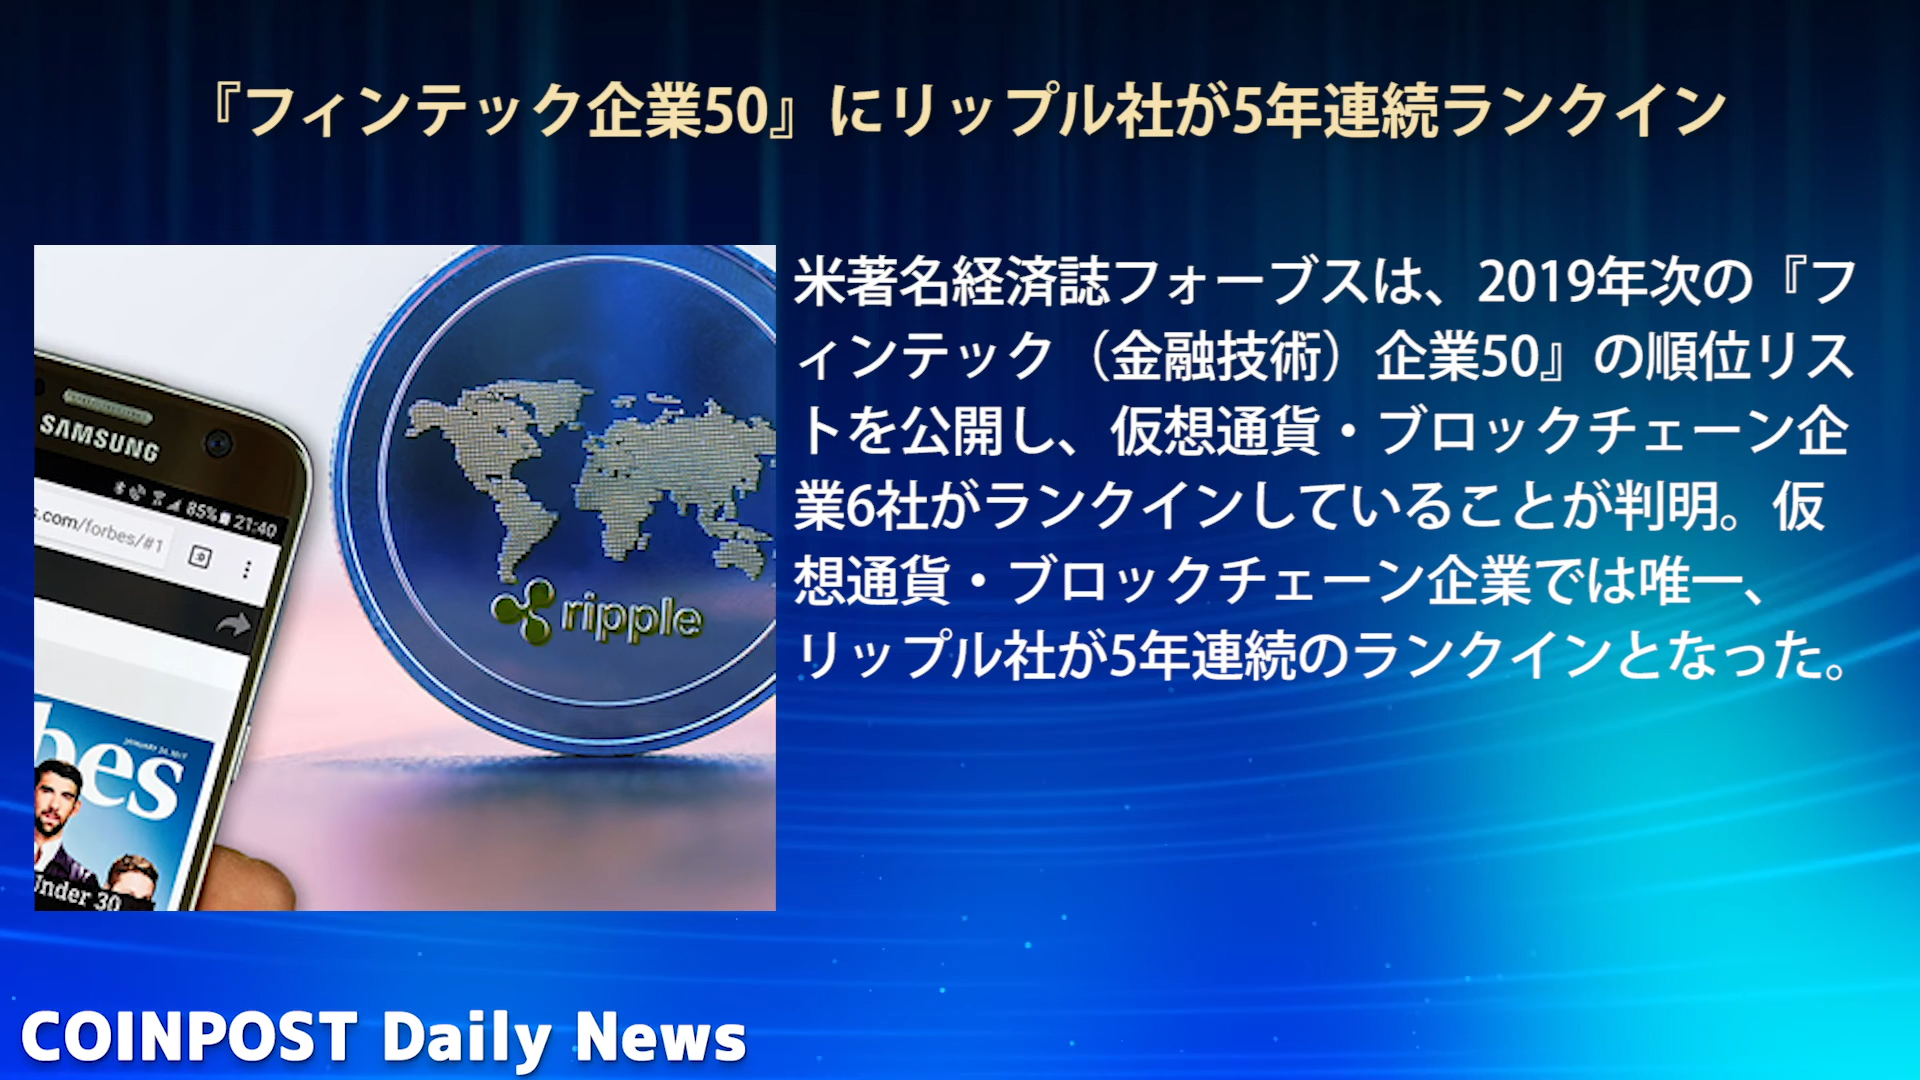 『フィンテック企業50』にリップル社が5年連続ランクイン
米著名経済誌フォーブスは、2019年次の『フ
ィンテック（金融技術）企業50』の順位リス
トを公開し、仮想通貨・ブロックチェーン企
業6社がランクインしていることが判明。仮
想通貨・ブロックチェーン企業では唯一、
リップル社が5年連続のランクインとなった。
SAMSUNG
85% 21:40
s.com/forbes/#1
ripple
bes
JANUARY 24, 2017
Under 30
COINPOST Daily News